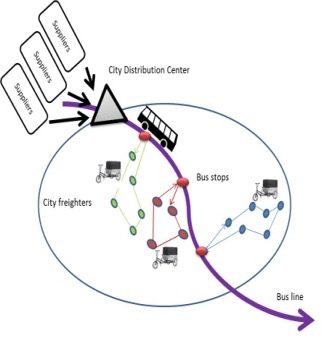 Suppliers
Suppliers
Suppliers
City Distribution Center
Bus stops
City freighters
Bus line